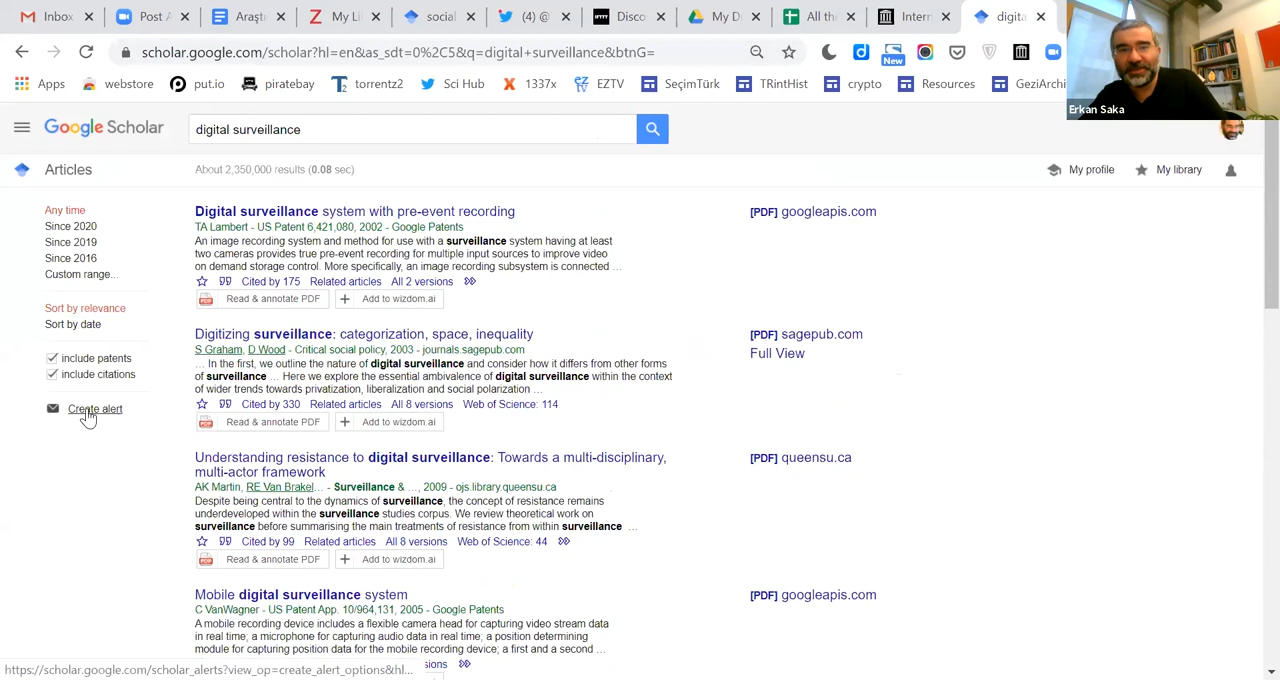 Inbox
Post A
Araştı
My Li
social
(4) @
Disco
My D
All th
Intern
digita
scholar.google.com/scholar?hl=en&as_sdt=0%2C5&q=digital+surveillance&btnG=
New
Apps
webstore
put.io
piratebay
torrentz2
Sci Hub
1337x
EZTV
SeçimTürk
TRintHist
crypto
Resources
GeziArchi
Erkan Saka
Google Scholar
digital surveillance
Articles
About 2,350,000 results (0.08 sec)
My profile
My library
Any time
Since 2020
Since 2019
Since 2016
Custom range...
Sort by relevance
Sort by date
include patents
include citations
Create alert
Digital surveillance system with pre-event recording
TA Lambert - US Patent 6,421,080, 2002 - Google Patents
An image recording system and method for use with a surveillance system having at least
two cameras provides true pre-event recording for multiple input sources to improve video
on demand storage control. More specifically, an image recording subsystem is connected ...
Cited by 175 Related articles All 2 versions
Read & annotate PDF
Add to wizdom.ai
[PDF] googleapis.com
Digitizing surveillance: categorization, space, inequality
S Graham, D Wood - Critical social policy, 2003 - journals.sagepub.com
... In the first, we outline the nature of digital surveillance and consider how it differs from other forms
of surveillance ... Here we explore the essential ambivalence of digital surveillance within the context
of wider trends towards privatization, liberalization and social polarization ...
Cited by 330 Related articles All 8 versions Web of Science: 114
Read & annotate PDF
Add to wizdom.ai
[PDF] sagepub.com
Full View
Understanding resistance to digital surveillance: Towards a multi-disciplinary,
multi-actor framework
AK Martin, RE Van Brakel... - Surveillance & ..., 2009 - ojs.library.queensu.ca
Despite being central to the dynamics of surveillance, the concept of resistance remains
underdeveloped within the surveillance studies corpus. We review theoretical work on
surveillance before summarising the main treatments of resistance from within surveillance ...
Cited by 99 Related articles All 8 versions Web of Science: 44
Read & annotate PDF
Add to wizdom.ai
[PDF] queensu.ca
Mobile digital surveillance system
C VanWagner - US Patent App. 10/964,131, 2005 - Google Patents
A mobile recording device includes a flexible camera head for capturing video stream data
in real time; a microphone for capturing audio data in real time; a position determining
module for capturing position data for the mobile recording device; a first and a second ...
sions
[PDF] googleapis.com
https://scholar.google.com/scholar_alerts?view_op=create_alert_options&hl...